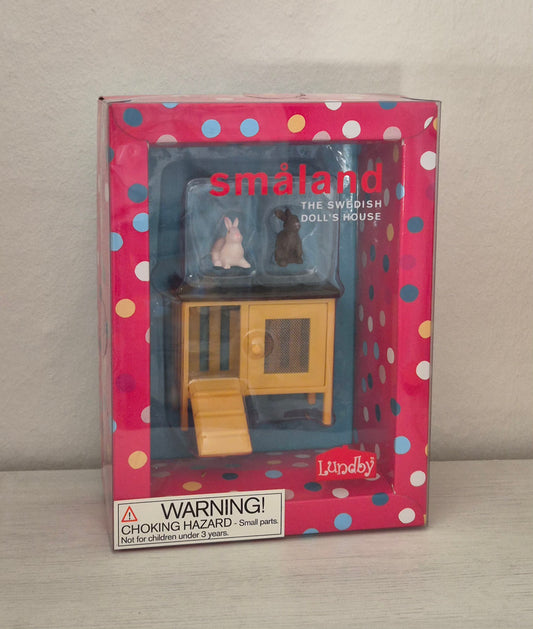 småland
THE SWEDISH
DOLL'S HOUSE
Lundby
WARNING!
CHOKING HAZARD - Small parts.
Not for children under 3 years.